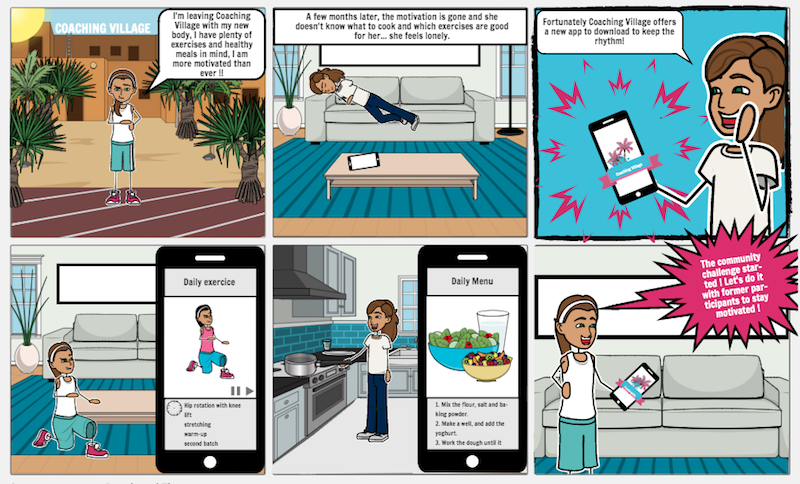 COACHING VILLAGE
I'm leaving Coaching
Village with my new
body, I have plenty of
exercises and healthy
meals in mind, I am
more motivated than
ever !!
A few months later, the motivation is gone and she
doesn't know what to cook and which exercises are good
for her... she feels lonely.
Fortunately Coaching Village offers
a new app to download to keep the
rhythm!
Coaching Village
Daily exercice
Hip rotation with knee
lift
stretching
warm-up
second batch
Daily Menu
1. Mix the flour, salt and ba-
king powder.
2. Make a well, and add the
yoghurt.
3. Work the dough until it
The community
challenge star-
ted ! Let's do it
with former par-
ticipants to stay
motivated !